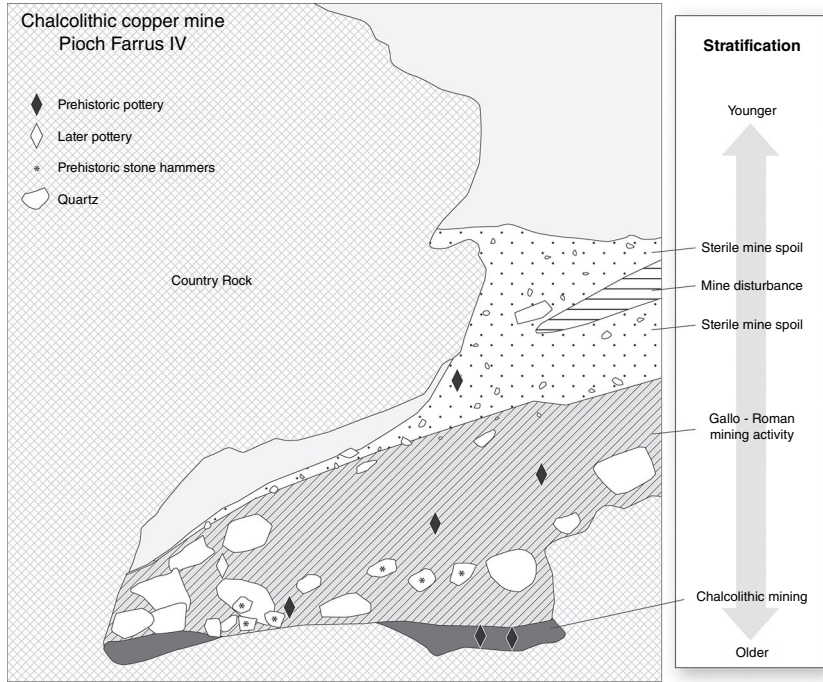 Chalcolithic copper mine
Pioch Farrus IV
Prehistoric pottery
Later pottery
Prehistoric stone hammers
Quartz
Country Rock
Stratification
Younger
Sterile mine spoil
Mine disturbance
Sterile mine spoil
Gallo - Roman
mining activity
Chalcolithic mining
Older